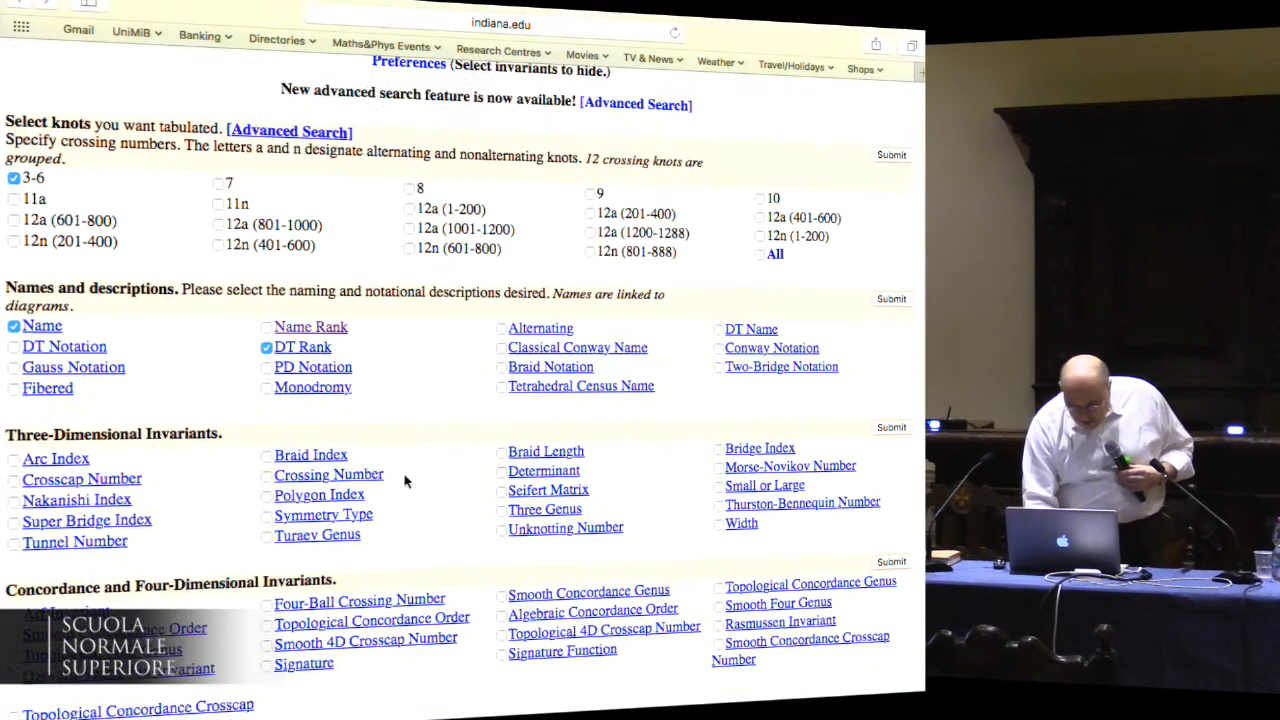 indiana.edu
Gmail UniMiB Banking Directories Maths&Phys Events Research Centres Movies TV & News Weather Travel/Holidays Shops
Preferences (Select invariants to hide.)
New advanced search feature is now available! [Advanced Search]
Select knots you want tabulated. [Advanced Search]
Specify crossing numbers. The letters a and n designate alternating and nonalternating knots. 12 crossing knots are
grouped.
Submit
3-6 7 8 9 10
11a 11n 12a (1-200) 12a (201-400) 12a (401-600)
12a (601-800) 12a (801-1000) 12a (1001-1200) 12a (1200-1288) 12n (1-200)
12n (201-400) 12n (401-600) 12n (601-800) 12n (801-888) All
Names and descriptions. Please select the naming and notational descriptions desired. Names are linked to
diagrams.
Submit
Name Name Rank Alternating DT Name
DT Notation DT Rank Classical Conway Name Conway Notation
Gauss Notation PD Notation Braid Notation Two-Bridge Notation
Fibered Monodromy Tetrahedral Census Name
Three-Dimensional Invariants.
Submit
Arc Index Braid Index Braid Length Bridge Index
Crosscap Number Crossing Number Determinant Morse-Novikov Number
Nakanishi Index Polygon Index Seifert Matrix Small or Large
Super Bridge Index Symmetry Type Three Genus Thurston-Bennequin Number
Tunnel Number Turaev Genus Unknotting Number Width
Concordance and Four-Dimensional Invariants.
Submit
Four-Ball Crossing Number Smooth Concordance Genus Topological Concordance Genus
Topological Concordance Order Algebraic Concordance Order Smooth Four Genus
Smooth 4D Crosscap Number Topological 4D Crosscap Number Rasmussen Invariant
Signature Signature Function Smooth Concordance Crosscap
Number
Topological Concordance Crosscap
SCUOLA
NORMALE
SUPERIORE